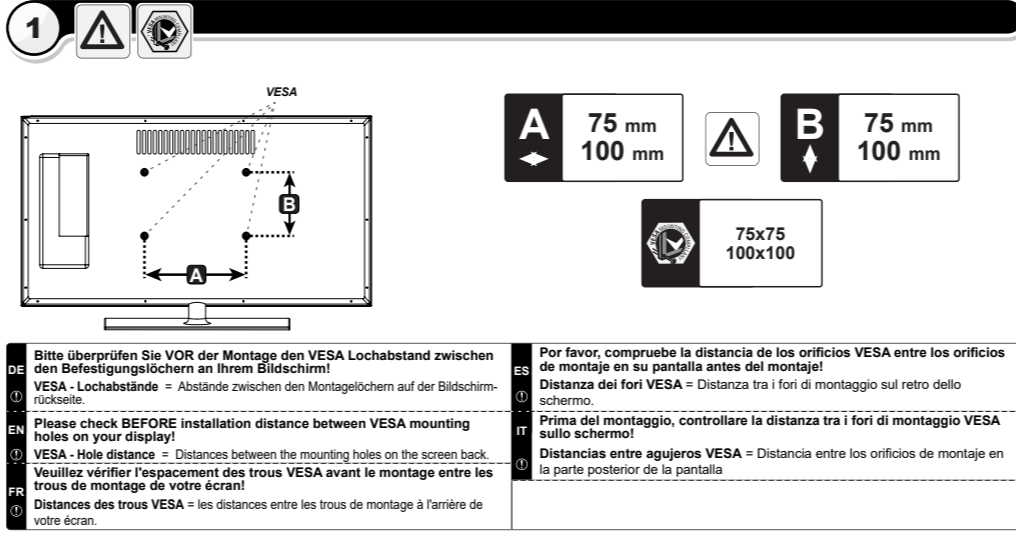 1
VESA
B
A
A
75 mm
100 mm
B
75 mm
100 mm
VESA MOUNTING COMPLIANT
75x75
100x100
DE
Bitte überprüfen Sie VOR der Montage den VESA Lochabstand zwischen
den Befestigungslöchern an Ihrem Bildschirm!
VESA - Lochabstände = Abstände zwischen den Montagelöchern auf der Bildschirm-
rückseite.
EN
Please check BEFORE installation distance between VESA mounting
holes on your display!
VESA - Hole distance = Distances between the mounting holes on the screen back.
FR
Veuillez vérifier l'espacement des trous VESA avant le montage entre les
trous de montage de votre écran!
Distances des trous VESA = les distances entre les trous de montage à l'arrière de
votre écran.
ES
Por favor, compruebe la distancia de los orificios VESA entre los orificios
de montaje en su pantalla antes del montaje!
Distanza dei fori VESA = Distanza tra i fori di montaggio sul retro dello
schermo.
IT
Prima del montaggio, controllare la distanza tra i fori di montaggio VESA
sullo schermo!
Distancias entre agujeros VESA = Distancia entre los orificios de montaje en
la parte posterior de la pantalla